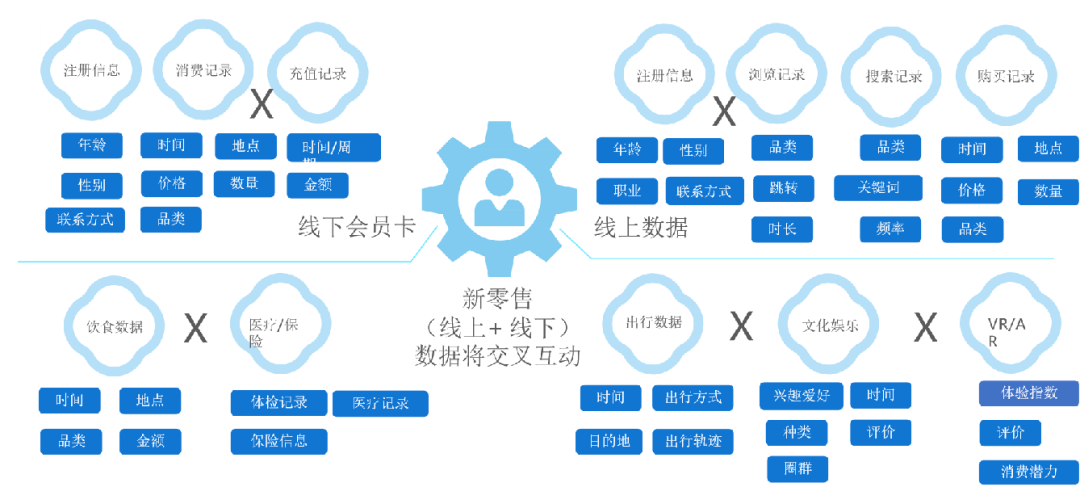 注册信息
消费记录
充值记录
X
年龄
时间
地点
时间/周
期
性别
价格
数量
金额
联系方式
品类
线下会员卡
注册信息
浏览记录
搜索记录
购买记录
X
年龄
性别
品类
品类
时间
地点
职业
联系方式
跳转
关键词
价格
数量
时长
频率
品类
线上数据
新零售
(线上+线下)
数据将交叉互动
饮食数据
X
医疗/保
险
时间
地点
体检记录
医疗记录
品类
金额
保险信息
出行数据
X
文化娱乐
X
VR/A
R
时间
出行方式
兴趣爱好
时间
体验指数
目的地
出行轨迹
种类
评价
评价
圈群
消费潜力